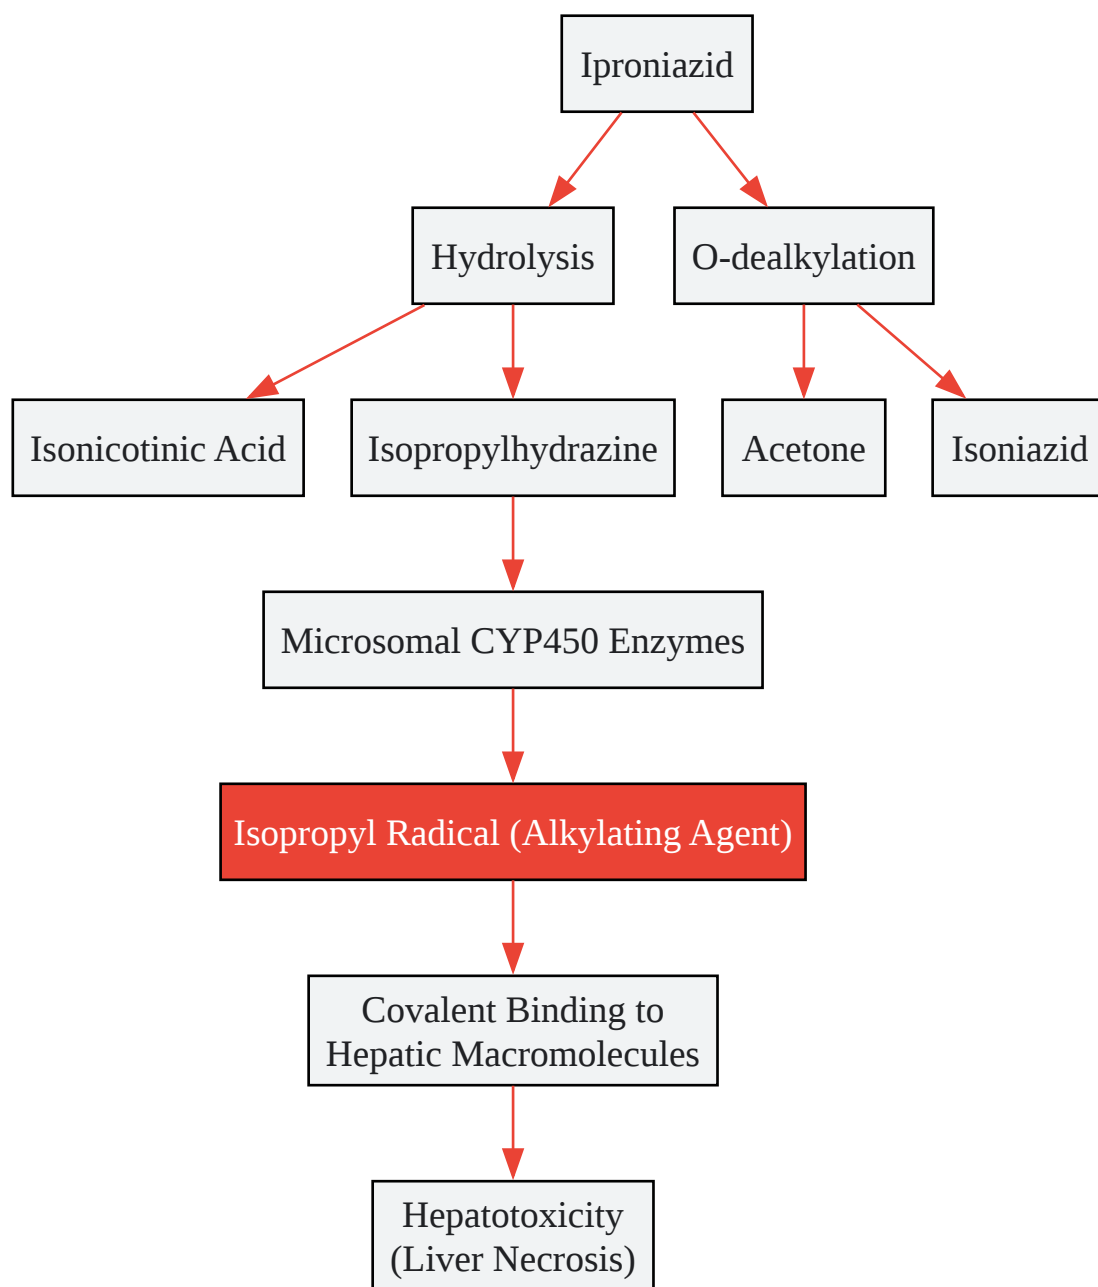 Iproniazid
Hydrolysis
O-dealkylation
Isonicotinic Acid
Isopropylhydrazine
Acetone
Isoniazid
Microsomal CYP450 Enzymes
Isopropyl Radical (Alkylating Agent)
Covalent Binding to
Hepatic Macromolecules
Hepatotoxicity
(Liver Necrosis)